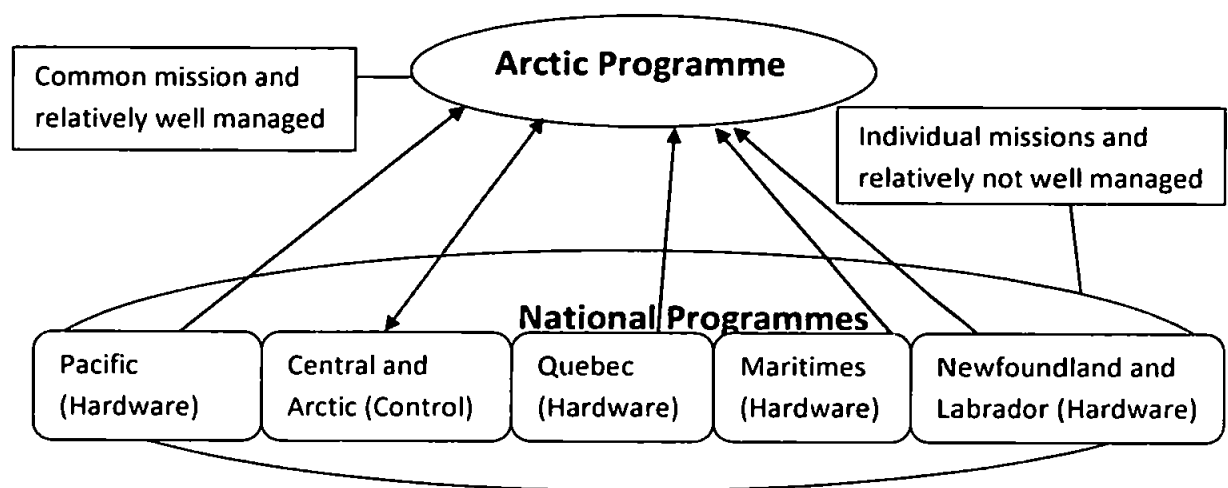 Arctic Programme
Common mission and
relatively well managed
Individual missions and
relatively not well managed
National Programmes
Pacific
(Hardware)
Central and
Arctic (Control)
Quebec
(Hardware)
Maritimes
(Hardware)
Newfoundland and
Labrador (Hardware)